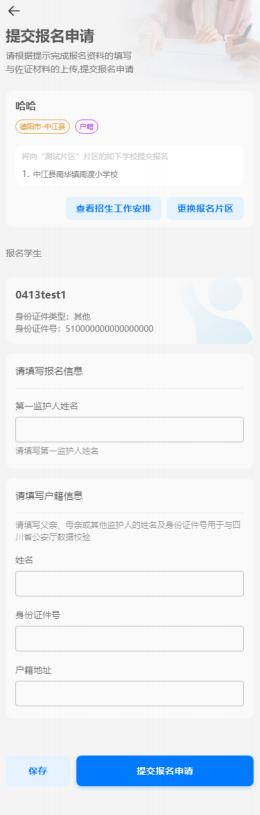 提交报名申请
请根据提示完成报名资料的填写
与佐证材料的上传,提交报名申请
哈哈
德阳市-中江县 户籍
将向“测试片区”片区的如下学校提交报名
1. 中江县南华镇南渡小学校
查看招生工作安排 更换报名片区
报名学生
0413test1
身份证件类型：其他
身份证件号：510000000000000000
请填写报名信息
第一监护人姓名
请填写第一监护人姓名
请填写户籍信息
请填写父亲、母亲或其他监护人的姓名及身份证件号用于与四
川省公安厅数据校验
姓名
身份证件号
户籍地址
保存 提交报名申请